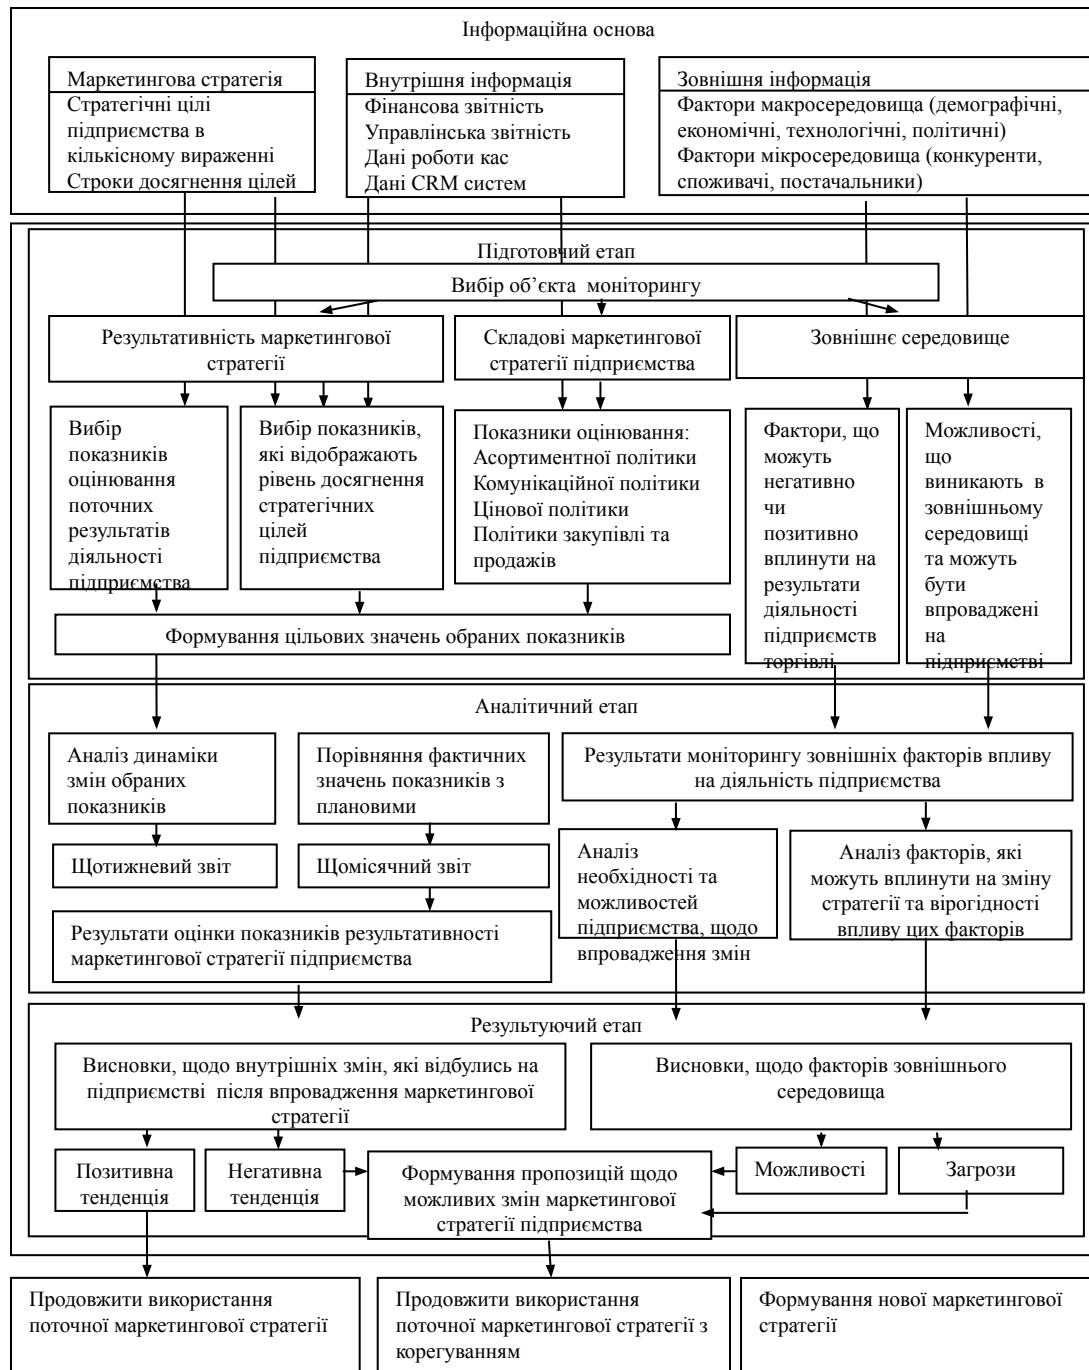 Інформаційна основа
Маркетингова стратегія
Стратегічні цілі
підприємства в
кількісному вираженні
Строки досягнення цілей
Внутрішня інформація
Фінансова звітність
Управлінська звітність
Дані роботи кас
Дані CRM систем
Зовнішня інформація
Фактори макросередовища (демографічні,
економічні, технологічні, політичні)
Фактори мікросередовища (конкуренти,
споживачі, постачальники)
Підготовчий етап
Вибір об’єкта моніторингу
Результативність маркетингової
стратегії
Складові маркетингової
стратегії підприємства
Зовнішнє середовище
Вибір
показників
оцінювання
поточних
результатів
діяльності
підприємства
Вибір показників,
які відображають
рівень досягнення
стратегічних
цілей
підприємства
Показники оцінювання:
Асортиментної політики
Комунікаційної політики
Цінової політики
Політики закупівлі та
продажів
Фактори, що
можуть
негативно
чи
позитивно
вплинути на
результати
діяльності
підприємств
торгівлі
Можливості,
що
виникають в
зовнішньому
середовищі
та можуть
бути
впроваджені
на
підприємстві
Формування цільових значень обраних показників
Аналітичний етап
Аналіз динаміки
змін обраних
показників
Порівняння фактичних
значень показників з
плановими
Результати моніторингу зовнішніх факторів впливу
на діяльність підприємства
Щотижневий звіт
Щомісячний звіт
Аналіз
необхідності та
можливостей
підприємства, щодо
впровадження змін
Аналіз факторів, які
можуть вплинути на зміну
стратегії та вірогідності
впливу цих факторів
Результати оцінки показників результативності
маркетингової стратегії підприємства
Результуючий етап
Висновки, щодо внутрішніх змін, які відбулись на
підприємстві після впровадження маркетингової
стратегії
Висновки, щодо факторів зовнішнього
середовища
Позитивна
тенденція
Негативна
тенденція
Формування пропозицій щодо
можливих змін маркетингової
стратегії підприємства
Можливості
Загрози
Продовжити використання
поточної маркетингової стратегії
Продовжити використання
поточної маркетингової стратегії з
корегуванням
Формування нової маркетингової
стратегії